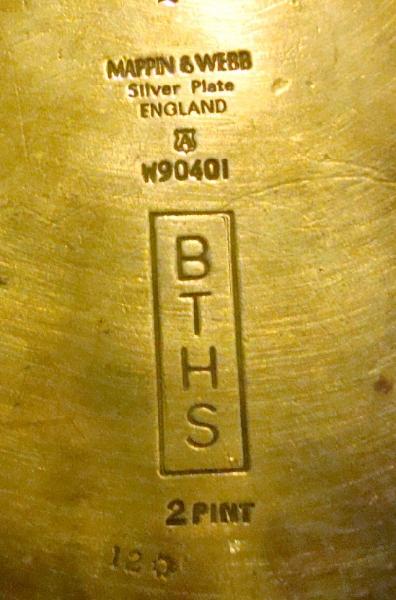 MAPPIN & WEBB
Silver Plate
ENGLAND
A
W90401
B
T
H
S
2 PINT